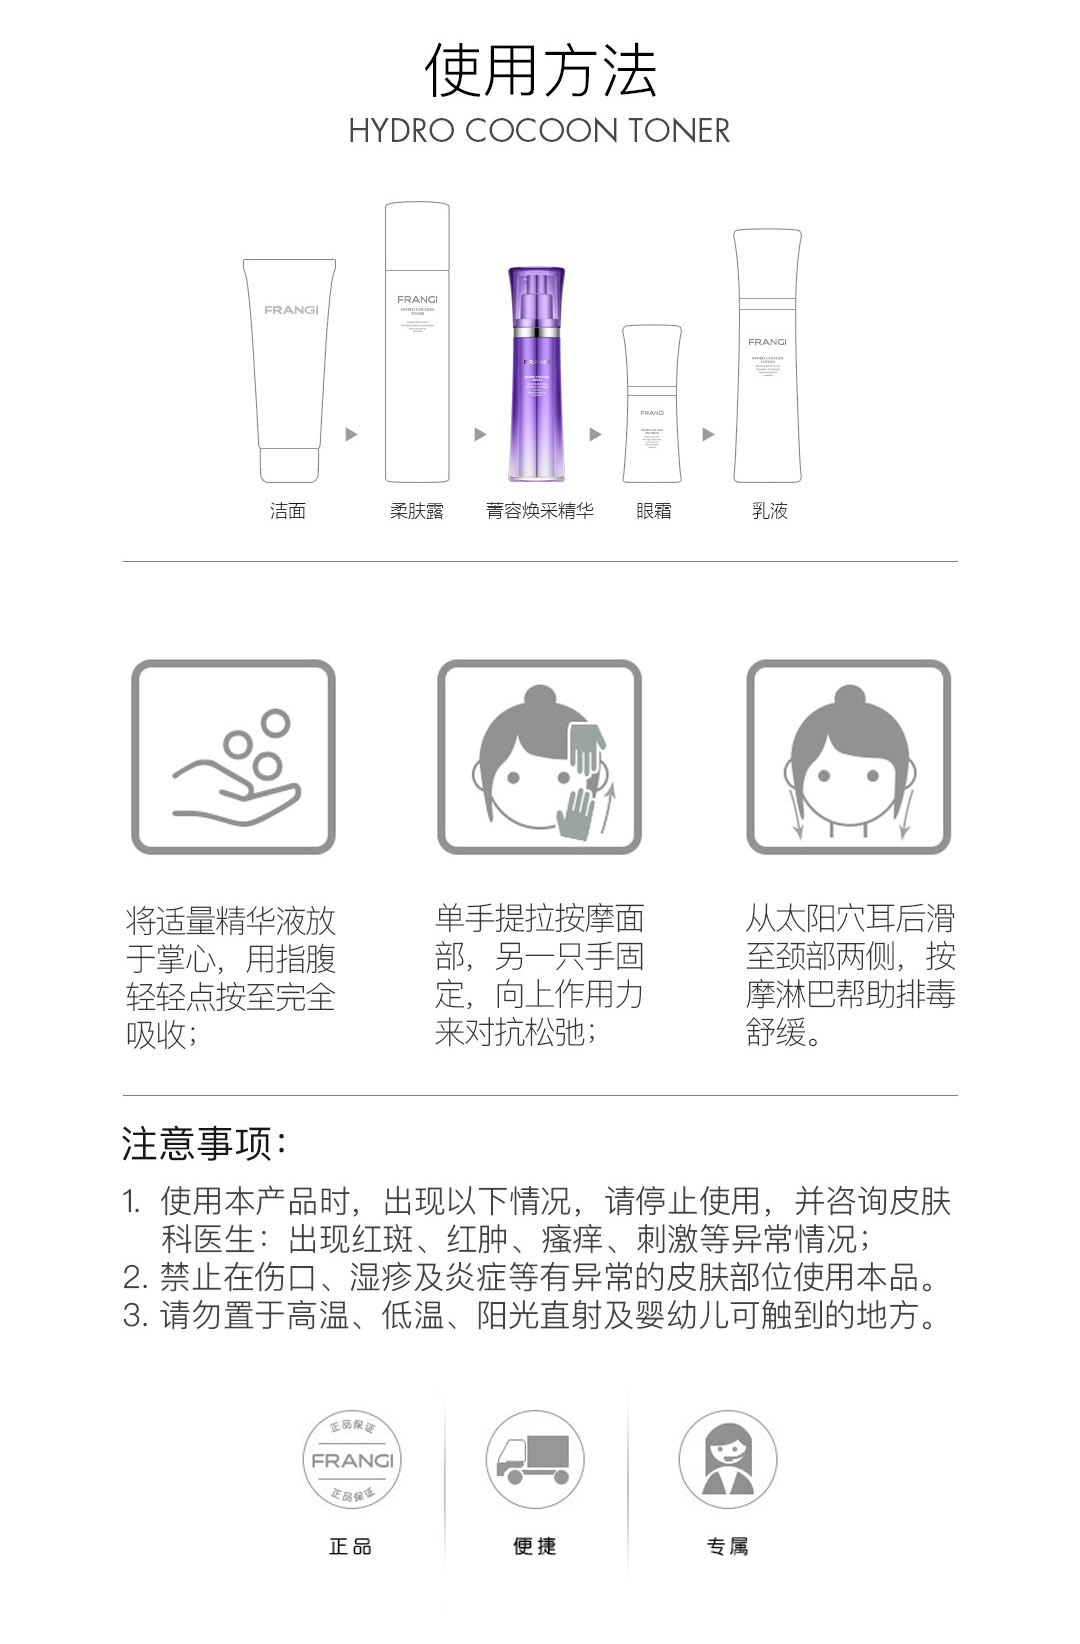 使用方法
HYDRO COCOON TONER
FRANGI
FRANGI
HYDRO COCOON
TONER
FRANGI
FRANGI
HYDRO COCOON
LOTION
洁面
柔肤露
菁容焕采精华
眼霜
乳液
将适量精华液放
于掌心，用指腹
轻轻点按至完全
吸收；
单手提拉按摩面
部，另一只手固
定，向上作用力
来对抗松弛；
从太阳穴耳后滑
至颈部两侧，按
摩淋巴帮助排毒
舒缓。
注意事项：
1. 使用本产品时，出现以下情况，请停止使用，并咨询皮肤
科医生：出现红斑、红肿、瘙痒、刺激等异常情况；
2. 禁止在伤口、湿疹及炎症等有异常的皮肤部位使用本品。
3. 请勿置于高温、低温、阳光直射及婴幼儿可触到的地方。
正品保证
FRANGI
正品保证
正品
便捷
专属